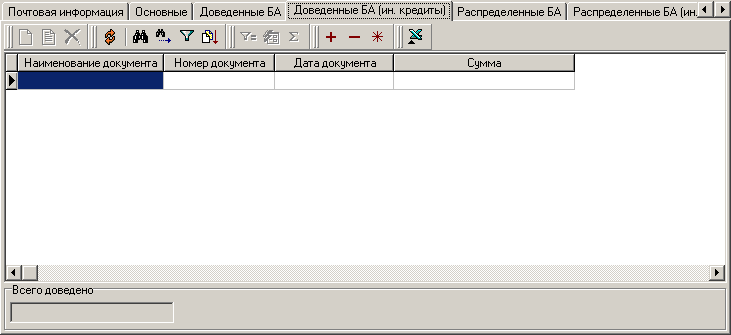 Почтовая информация Основные Доведенные БА Доведенные БА (ин. кредиты) Распределенные БА Распределенные БА (ин.
Наименование документа Номер документа Дата документа Сумма
Всего доведено